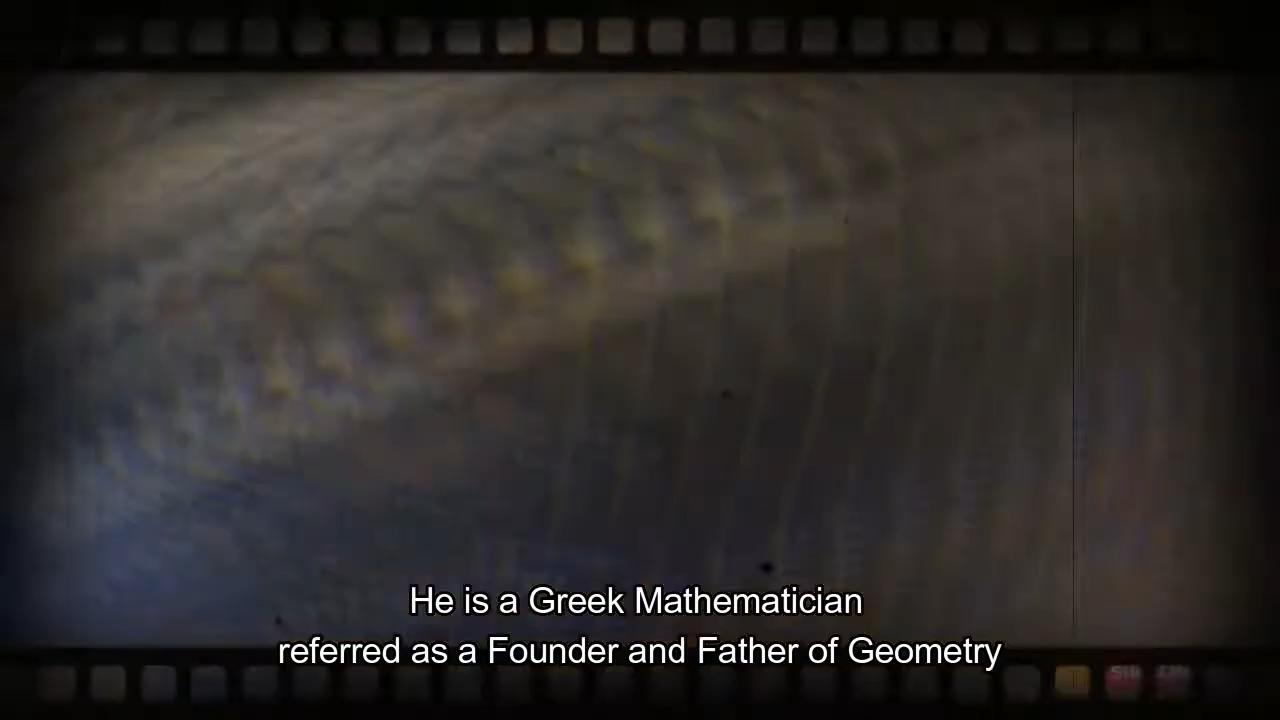 He is a Greek Mathematician
referred as a Founder and Father of Geometry